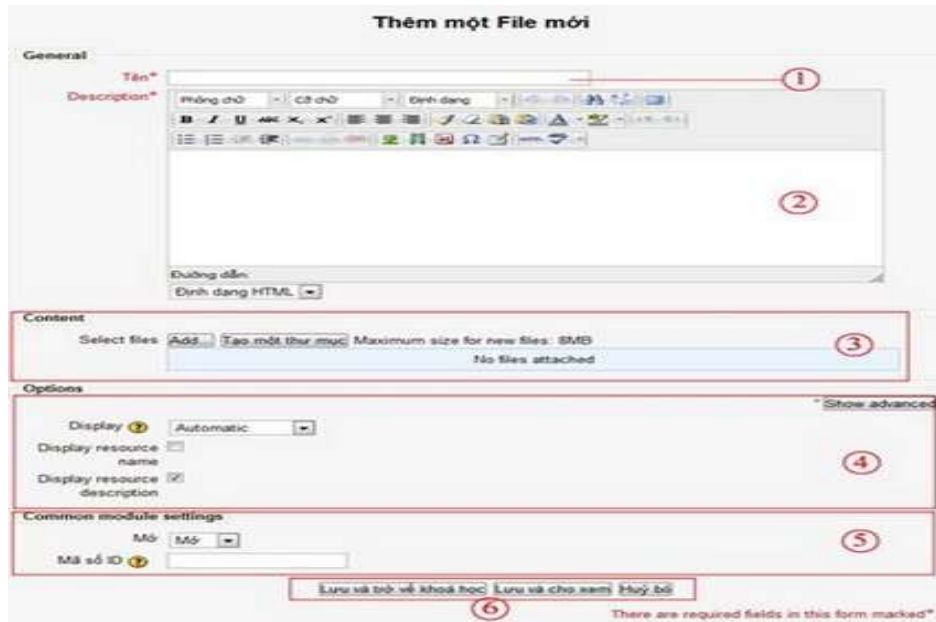 Thêm một File mới
General
Tên*
1
Description*
Phông chữ Cỡ chữ Định dạng
B I U ABC X₂ X²
2
Đường dẫn:
Định dạng HTML
Content
Select files Add... Tạo một thư mục Maximum size for new files: 8MB
3
No files attached
Options
* Show advanced
Display Automatic
Display resource name
4
Display resource description
Common module settings
Mở Mở
5
Mã số ID
Lưu và trở về khoá học Lưu và cho xem Huỷ bỏ
6
There are required fields in this form marked*